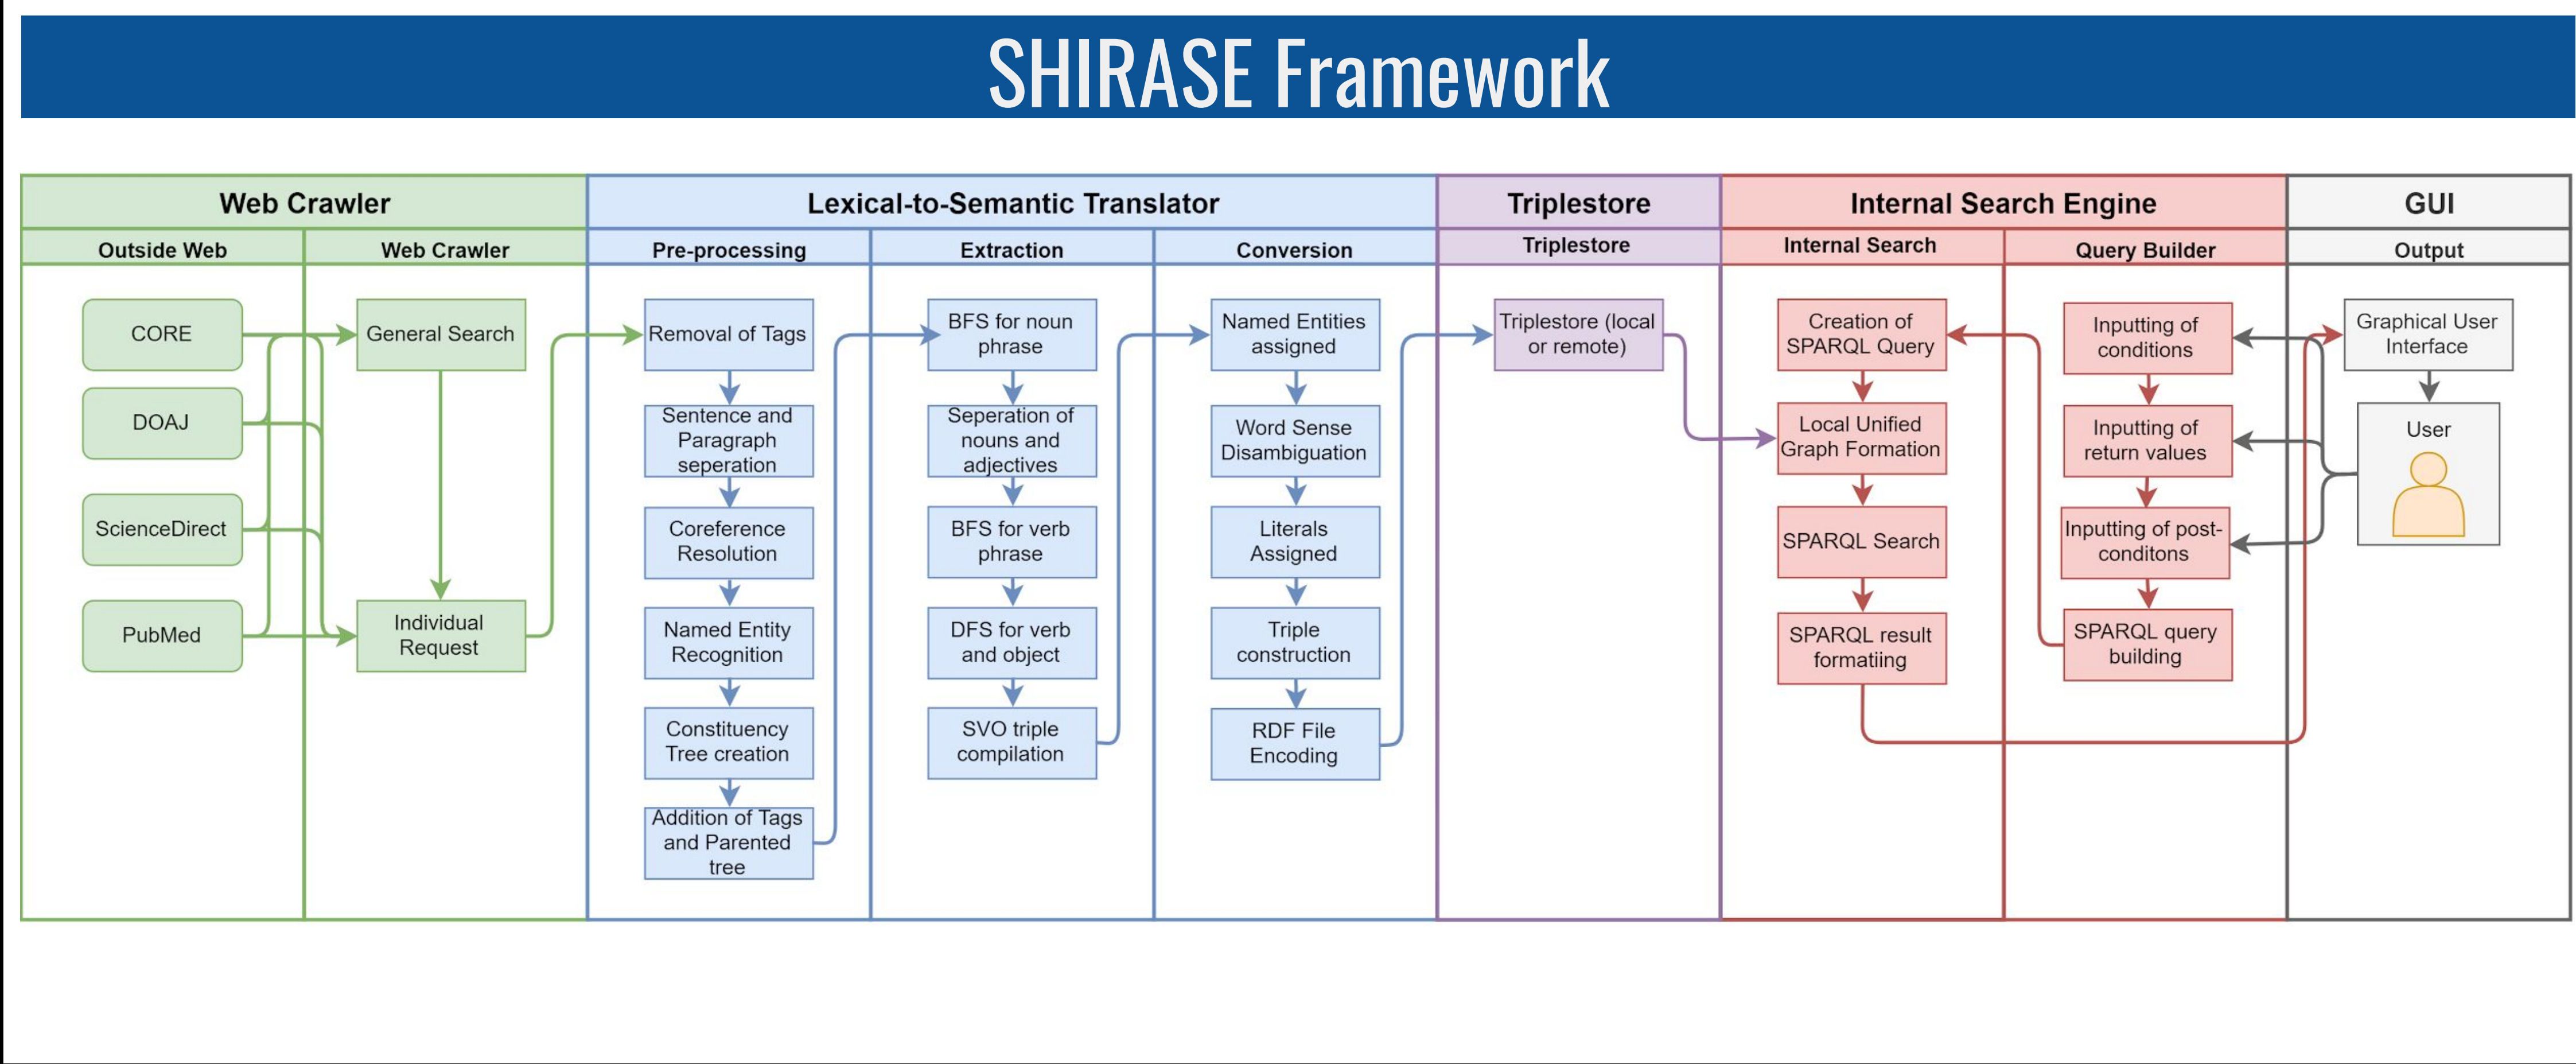 SHIRASE Framework
Web Crawler
Lexical-to-Semantic Translator
Triplestore
Internal Search Engine
GUI
Outside Web
Web Crawler
Pre-processing
Extraction
Conversion
Triplestore
Internal Search
Query Builder
Output
CORE
DOAJ
ScienceDirect
PubMed
General Search
Individual
Request
Removal of Tags
Sentence and
Paragraph
seperation
Coreference
Resolution
Named Entity
Recognition
Constituency
Tree creation
Addition of Tags
and Parented
tree
BFS for noun
phrase
Seperation of
nouns and
adjectives
BFS for verb
phrase
DFS for verb
and object
SVO triple
compilation
Named Entities
assigned
Word Sense
Disambiguation
Literals
Assigned
Triple
construction
RDF File
Encoding
Triplestore (local
or remote)
Creation of
SPARQL Query
Local Unified
Graph Formation
SPARQL Search
SPARQL result
formatiing
Inputting of
conditions
Inputting of
return values
Inputting of post-
conditons
SPARQL query
building
Graphical User
Interface
User